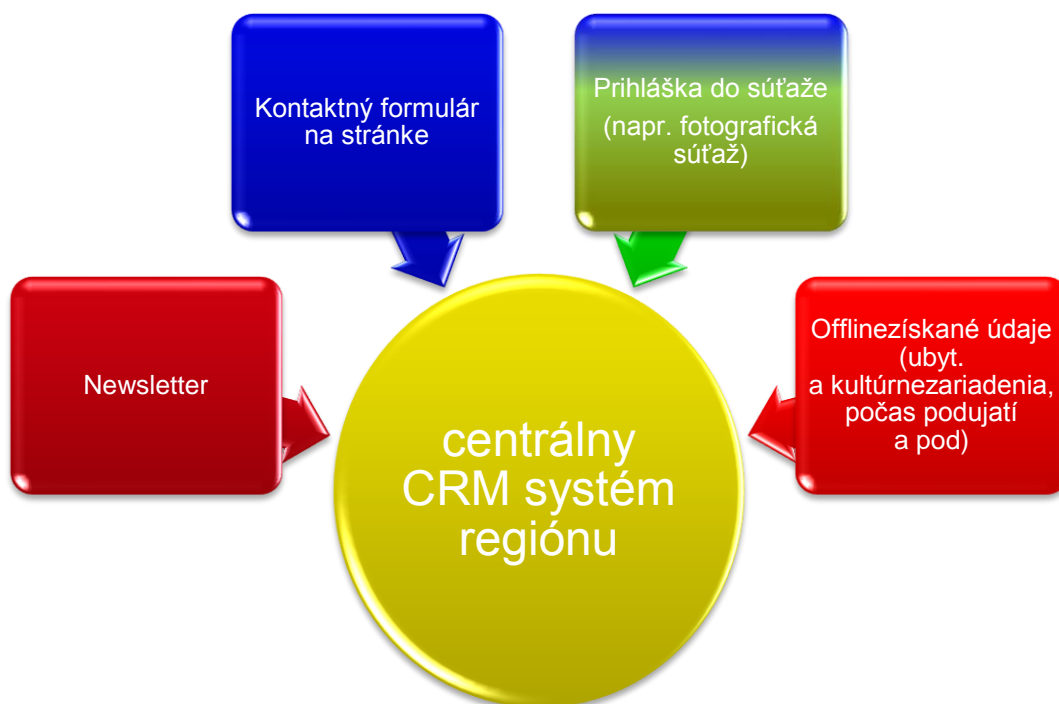 Kontaktný formulár
na stránke
Prihláška do súťaže
(napr. fotografická
súťaž)
Newsletter
Offlinezískané údaje
(ubyt.
a kultúrnezariadenia,
počas podujatí
a pod)
centrálny
CRM systém
regiónu